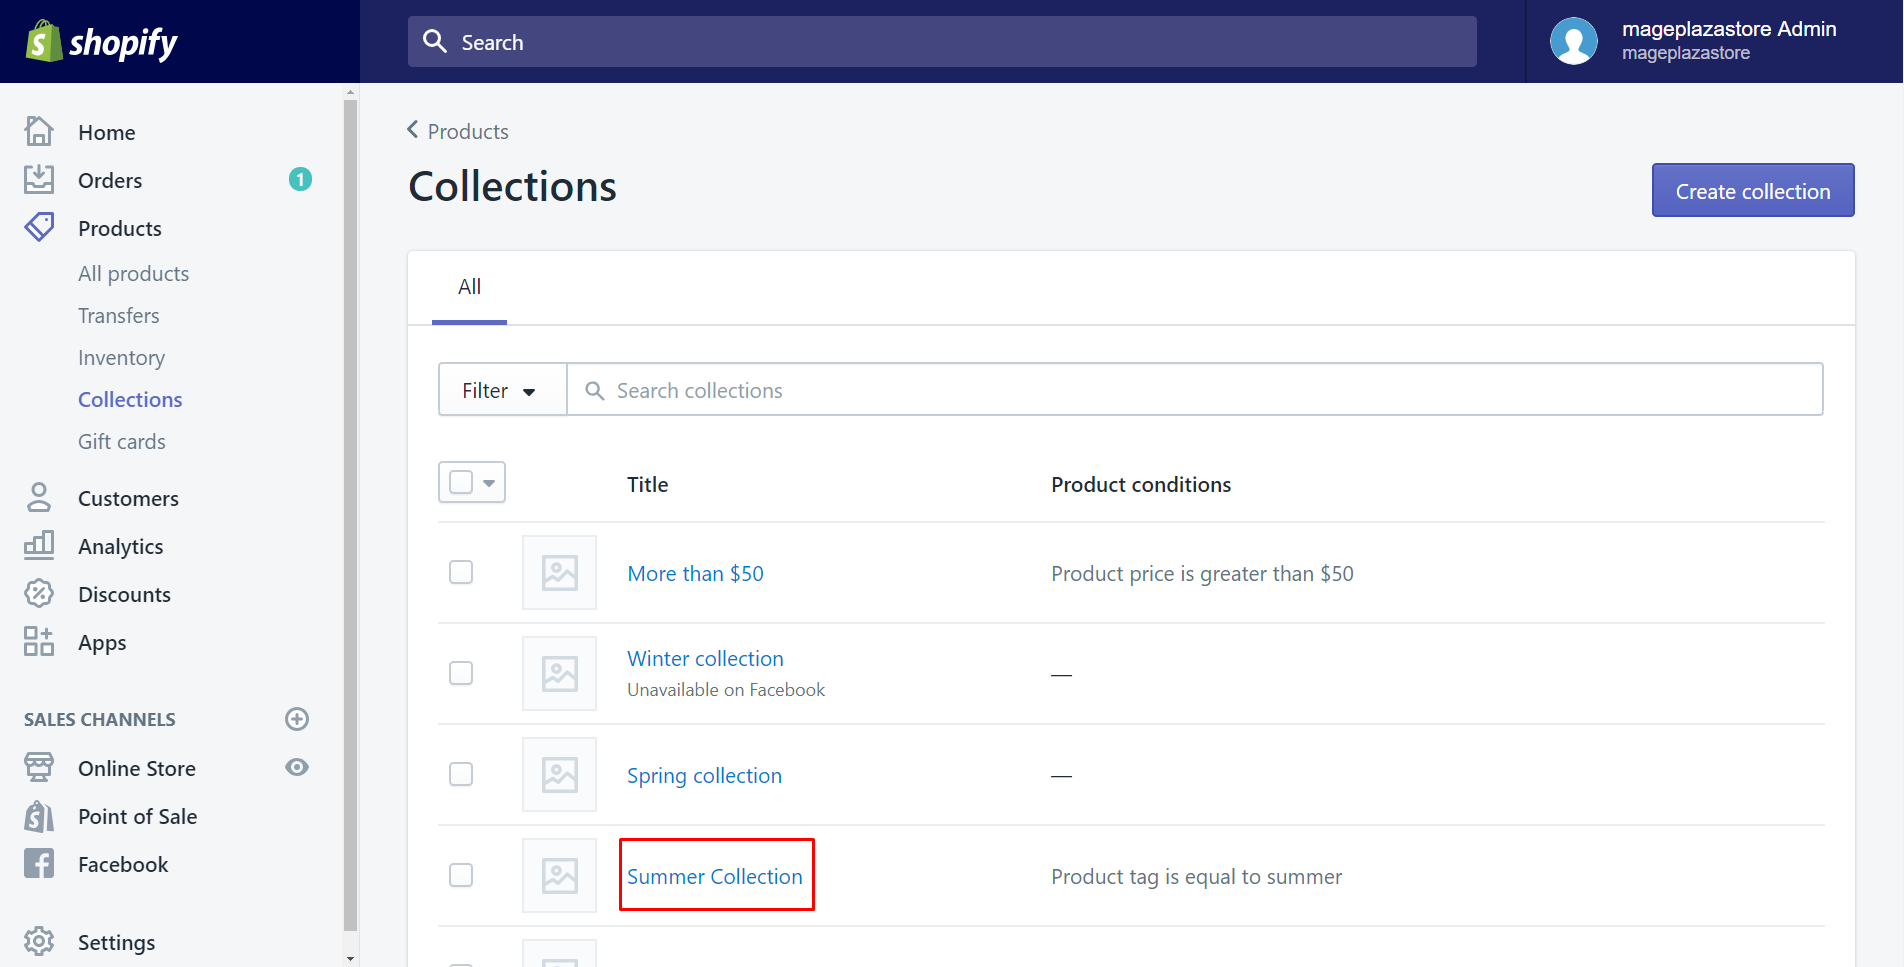 shopify
Search
mageplazastore Admin
mageplazastore
Home
Orders 1
Products
All products
Transfers
Inventory
Collections
Gift cards
Customers
Analytics
Discounts
Apps
SALES CHANNELS
Online Store
Point of Sale
Facebook
Settings
Products
Collections
Create collection
All
Filter
Search collections
Title Product conditions
More than $50 Product price is greater than $50
Winter collection
Unavailable on Facebook —
Spring collection —
Summer Collection Product tag is equal to summer